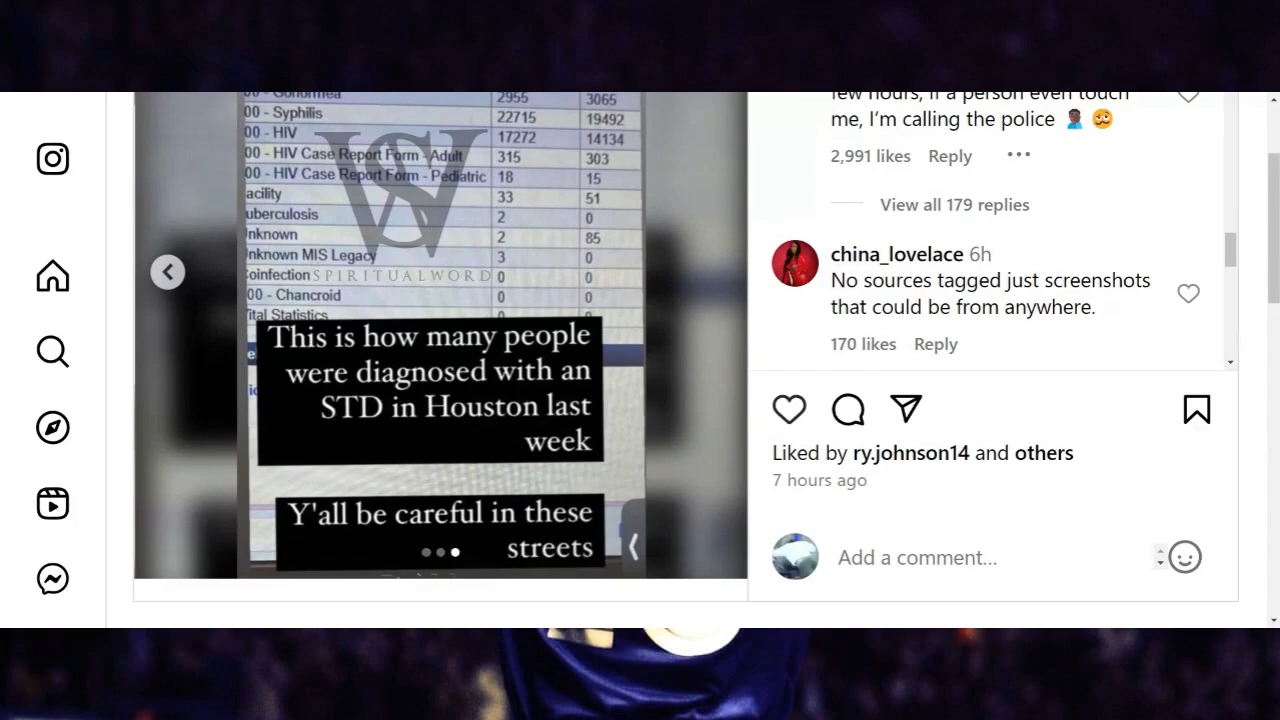 00 - Gonorrhea 2955 3065
00 - Syphilis 22715 19492
00 - HIV 17272 14134
00 - HIV Case Report Form - Adult 315 303
00 - HIV Case Report Form - Pediatric 18 15
acility 33 51
uberculosis 2 0
nknown 2 85
nknown MIS Legacy 3 0
oinfection 0 0
SPIRITUALWORD
00 - Chancroid 0 0
ital Statistics 0 0
This is how many people
were diagnosed with an
STD in Houston last
week
Y'all be careful in these
streets
few hours, if a person even touch
me, I'm calling the police 🤦🏿‍♂️ 🥴
2,991 likes Reply •••
View all 179 replies
china_lovelace 6h
No sources tagged just screenshots
that could be from anywhere.
170 likes Reply
Liked by ry.johnson14 and others
7 hours ago
Add a comment...